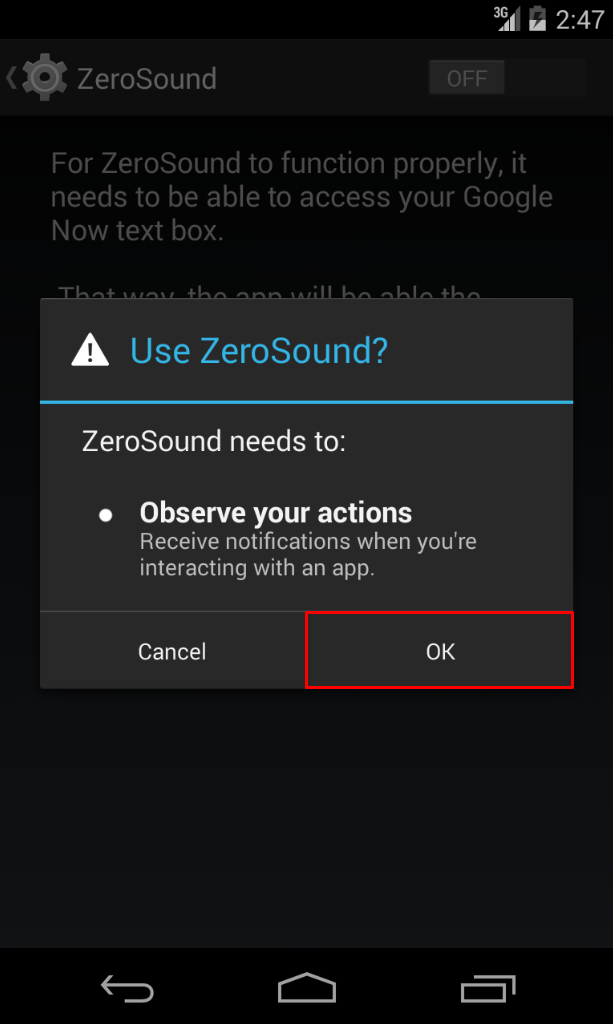 3G 2:47
ZeroSound OFF
For ZeroSound to function properly, it
needs to be able to access your Google
Now text box.
That way, the app will be able the
Use ZeroSound?
ZeroSound needs to:
● Observe your actions
Receive notifications when you're
interacting with an app.
Cancel OK